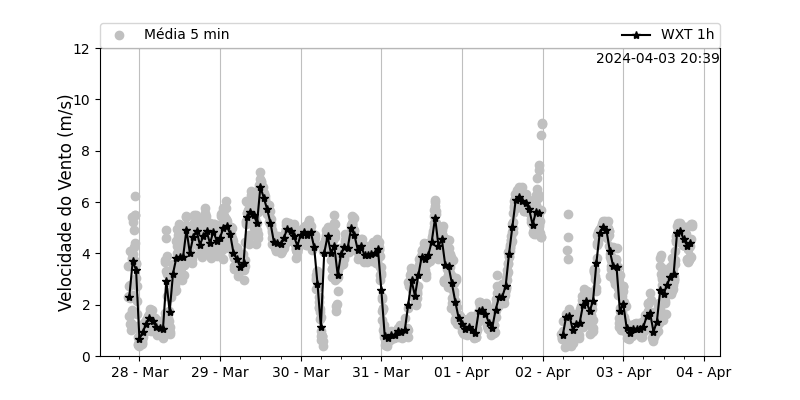 Média 5 min
WXT 1h
2024-04-03 20:39
Velocidade do Vento (m/s)
12
10
8
6
4
2
0
28 - Mar
29 - Mar
30 - Mar
31 - Mar
01 - Apr
02 - Apr
03 - Apr
04 - Apr